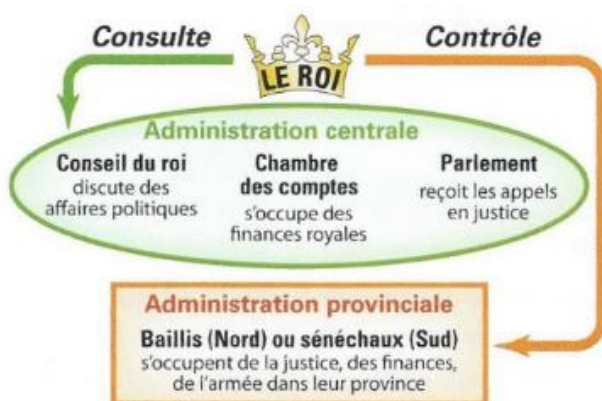 Consulte
LE ROI
Contrôle
Administration centrale
Conseil du roi
discute des
affaires politiques
Chambre
des comptes
s'occupe des
finances royales
Parlement
reçoit les appels
en justice
Administration provinciale
Baillis (Nord) ou sénéchaux (Sud)
s'occupent de la justice, des finances,
de l'armée dans leur province